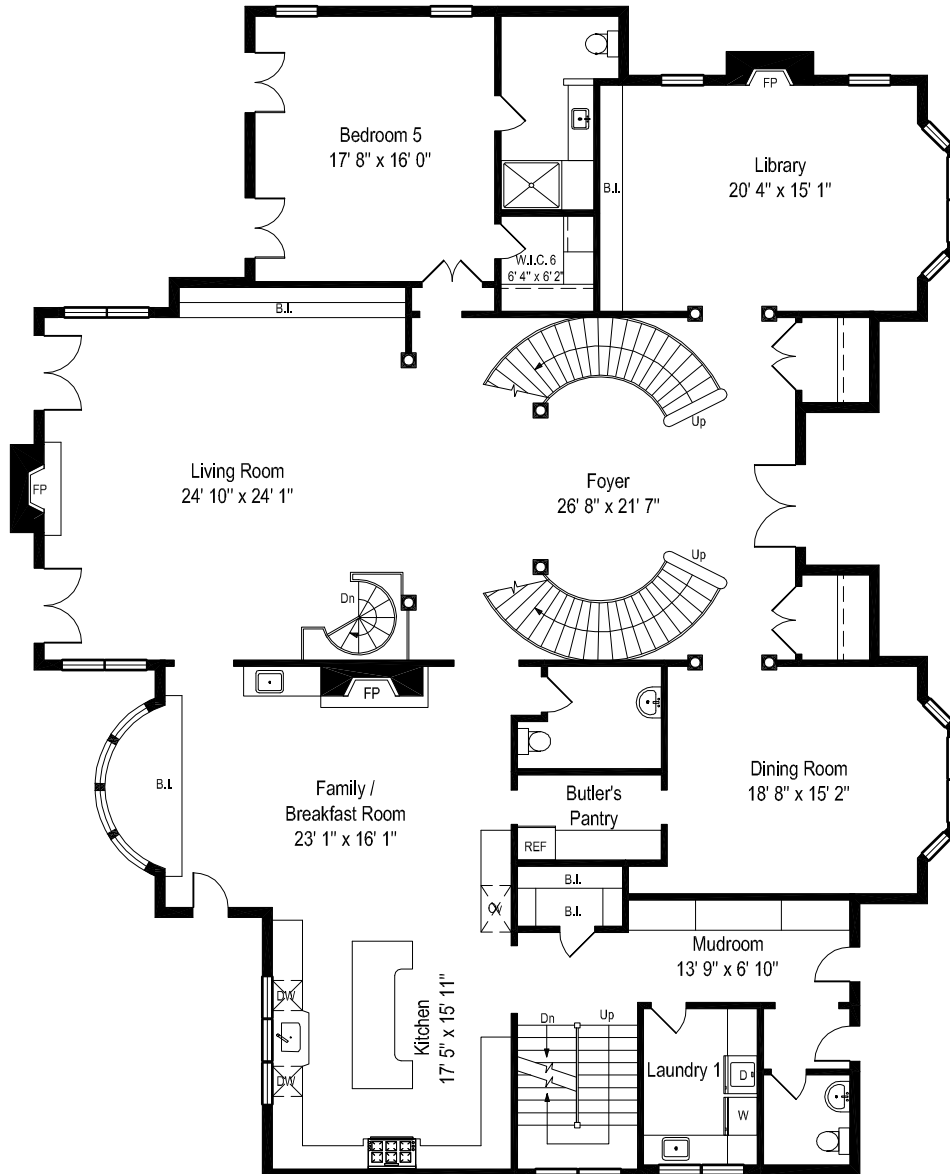 Bedroom 5
17' 8" x 16' 0"
FP
Library
20' 4" x 15' 1"
B.I.
W.I.C. 6
6' 4" x 6' 2"
B.I.
Up
Living Room
24' 10" x 24' 1"
FP
Foyer
26' 8" x 21' 7"
Up
Dn
FP
B.I.
Family /
Breakfast Room
23' 1" x 16' 1"
Butler's
Pantry
REF
Dining Room
18' 8" x 15' 2"
B.I.
B.I.
OV
Mudroom
13' 9" x 6' 10"
Kitchen
17' 5" x 15' 11"
DW
DW
Dn
Up
Laundry 1
D
W